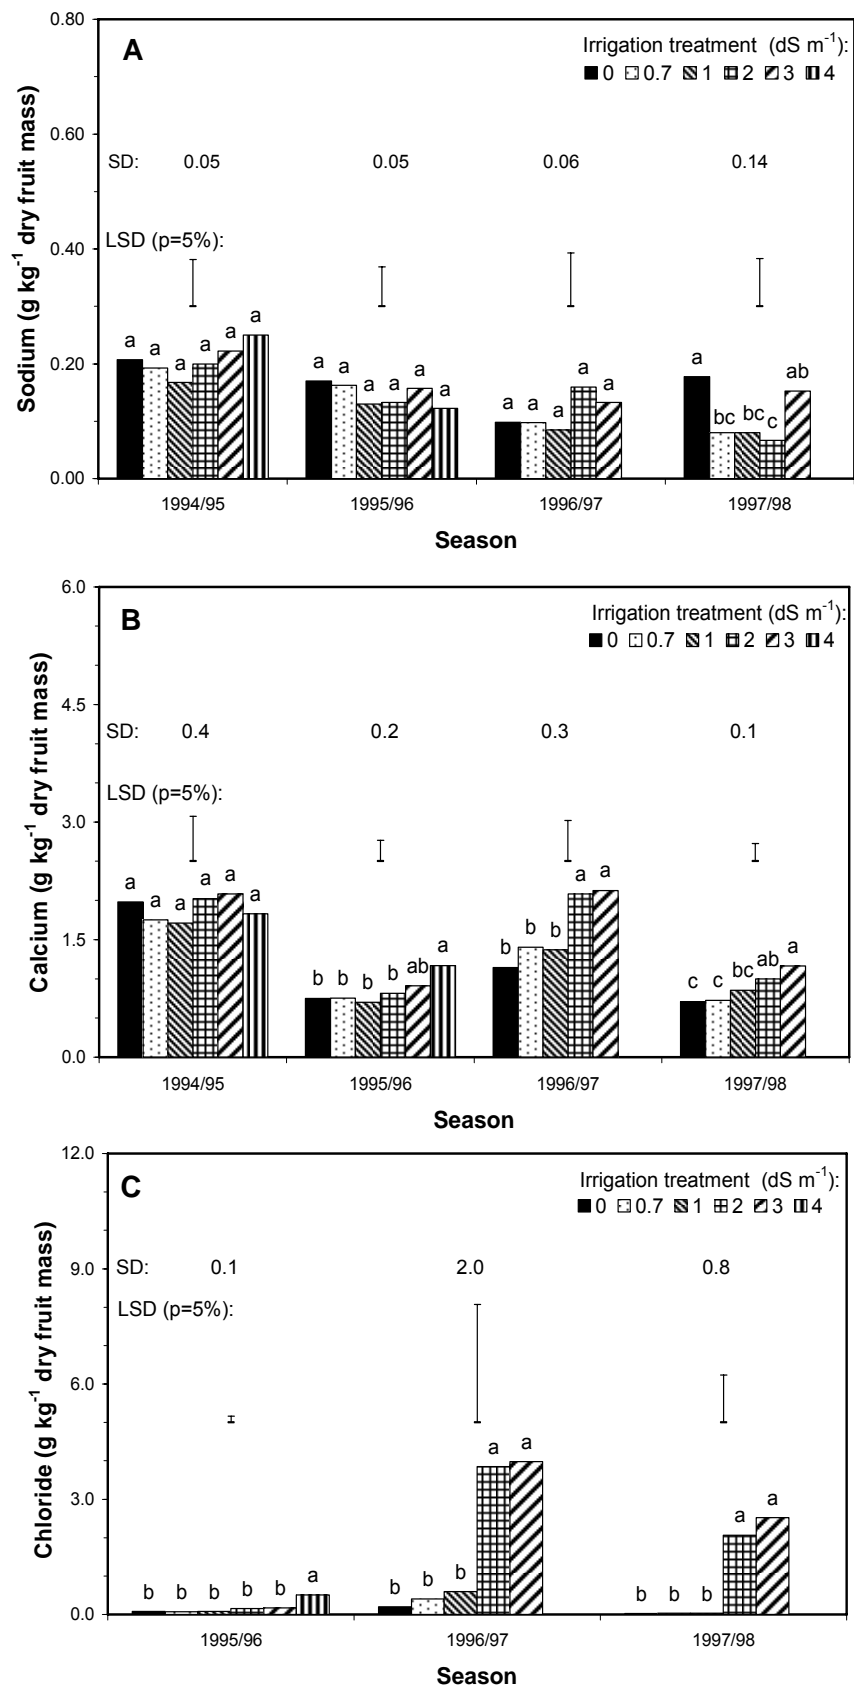 0.80
A
Irrigation treatment (dS m⁻¹):
0 0.7 1 2 3 4
0.60
SD: 0.05 0.05 0.06 0.14
0.40
LSD (p=5%):
Sodium (g kg⁻¹ dry fruit mass)
a a a a a a
a a a a a a
a a a a a
a bc bc c ab
0.20
0.00
1994/95 1995/96 1996/97 1997/98
Season
6.0
B
Irrigation treatment (dS m⁻¹):
0 0.7 1 2 3 4
4.5
SD: 0.4 0.2 0.3 0.1
LSD (p=5%):
3.0
Calcium (g kg⁻¹ dry fruit mass)
a a a a a a
b b b b ab a
b b b a a
c c bc ab a
1.5
0.0
1994/95 1995/96 1996/97 1997/98
Season
12.0
C
Irrigation treatment (dS m⁻¹):
0 0.7 1 2 3 4
9.0
SD: 0.1 2.0 0.8
LSD (p=5%):
6.0
Chloride (g kg⁻¹ dry fruit mass)
3.0
b b b b b a
b b b a a
b b b a a
0.0
1995/96 1996/97 1997/98
Season